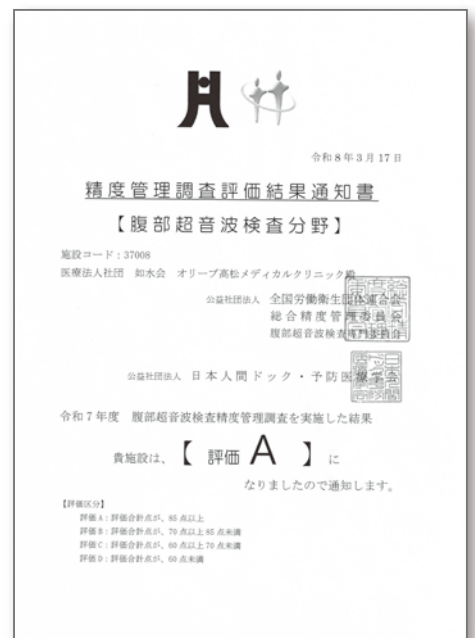 令和8年3月17日
精度管理調査評価結果通知書
【腹部超音波検査分野】
施設コード：37008
医療法人社団　如水会　オリーブ高松メディカルクリニック殿
公益社団法人　全国労働衛生団体連合会
総合精度管理委員会
腹部超音波検査専門委員会
公益社団法人　日本人間ドック・予防医療学会
令和7年度　腹部超音波検査精度管理調査を実施した結果
貴施設は、【 評価 A 】に
なりましたので通知します。
【評価区分】
評価A：評価合計点が、85点以上
評価B：評価合計点が、70点以上85点未満
評価C：評価合計点が、60点以上70点未満
評価D：評価合計点が、60点未満